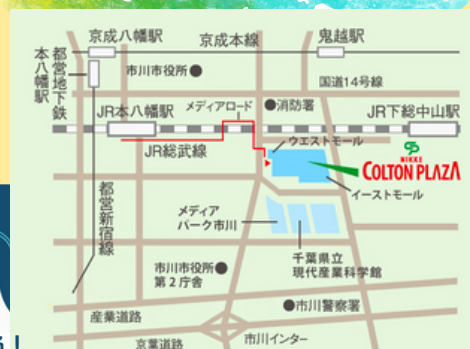 京成八幡駅
京成本線
鬼越駅
都営地下鉄
本八幡駅
市川市役所●
国道14号線
メディアロード
●消防署
JR本八幡駅
JR下総中山駅
ウエストモール
JR総武線
NIKKE
COLTON PLAZA
イーストモール
都営新宿線
メディア
パーク市川
千葉県立
現代産業科学館
市川市役所●
第2庁舎
●市川警察署
産業道路
京葉道路
市川インター